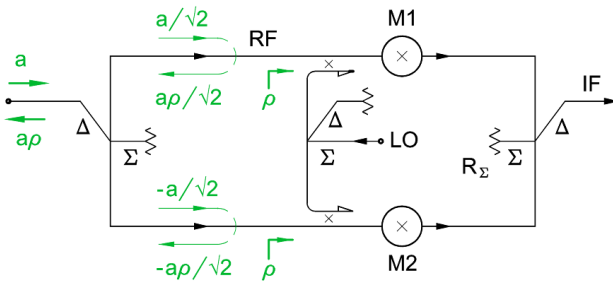 a/√2
RF
M1
a
aρ/√2
ρ
×
×
IF
aρ
Δ
Δ
Δ
Σ
Σ
LO
R_Σ
Σ
-a/√2
-aρ/√2
ρ
×
×
M2